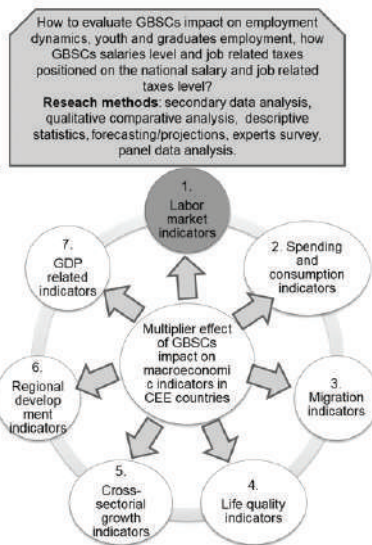 How to evaluate GBSCs impact on employment
dynamics, youth and graduates employment, how
GBSCs salaries level and job related taxes
positioned on the national salary and job related
taxes level?
Reseach methods: secondary data analysis,
qualitative comparative analysis, descriptive
statistics, forecasting/projections, experts survey,
panel data analysis.
1.
Labor
market
indicators
2. Spending
and
consumption
indicators
3.
Migration
indicators
4.
Life quality
indicators
5.
Cross-
sectorial
growth
indicators
6.
Regional
develop
ment
indicators
7.
GDP
related
indicators
Multiplier effect
of GBSCs
impact on
macroeconomi
c indicators in
CEE countries